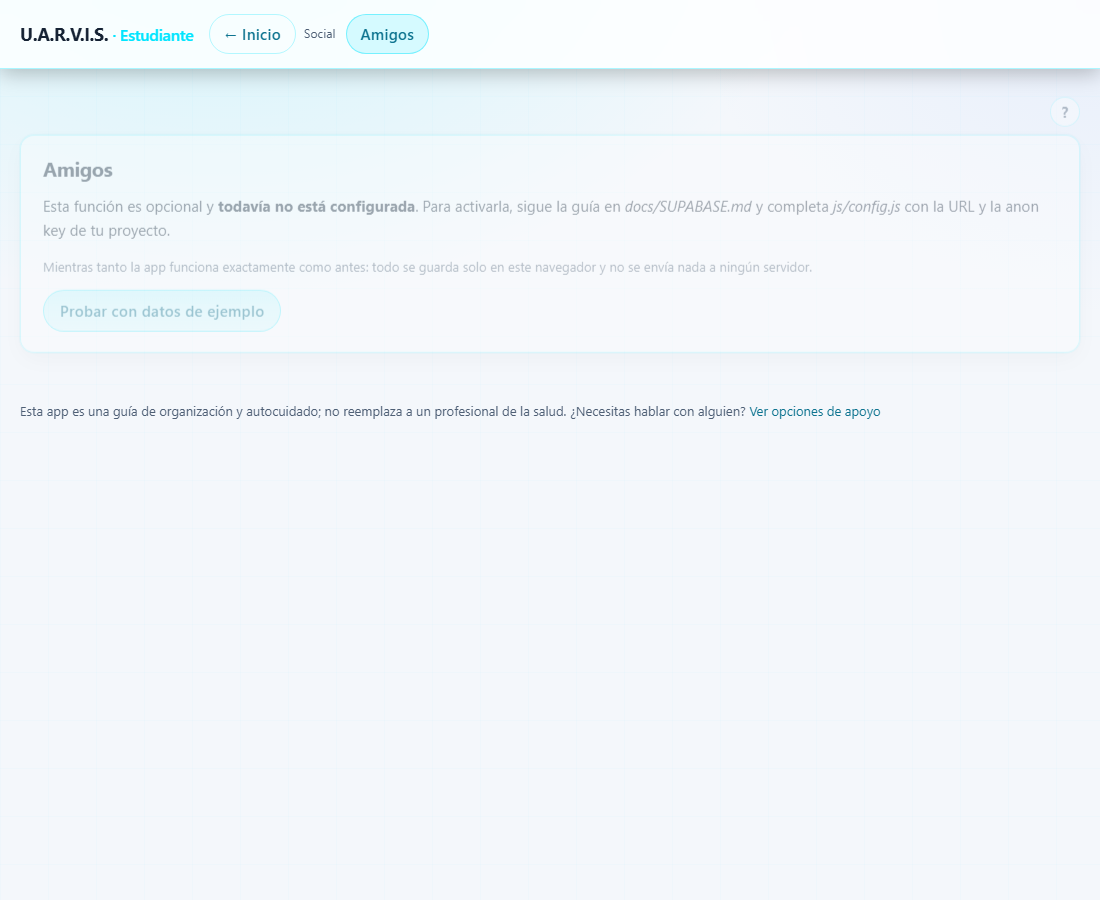 U.A.R.V.I.S. · Estudiante
← Inicio
Social
Amigos
?
Amigos
Esta función es opcional y todavía no está configurada. Para activarla, sigue la guía en docs/SUPABASE.md y completa js/config.js con la URL y la anon
key de tu proyecto.
Mientras tanto la app funciona exactamente como antes: todo se guarda solo en este navegador y no se envía nada a ningún servidor.
Probar con datos de ejemplo
Esta app es una guía de organización y autocuidado; no reemplaza a un profesional de la salud. ¿Necesitas hablar con alguien? Ver opciones de apoyo